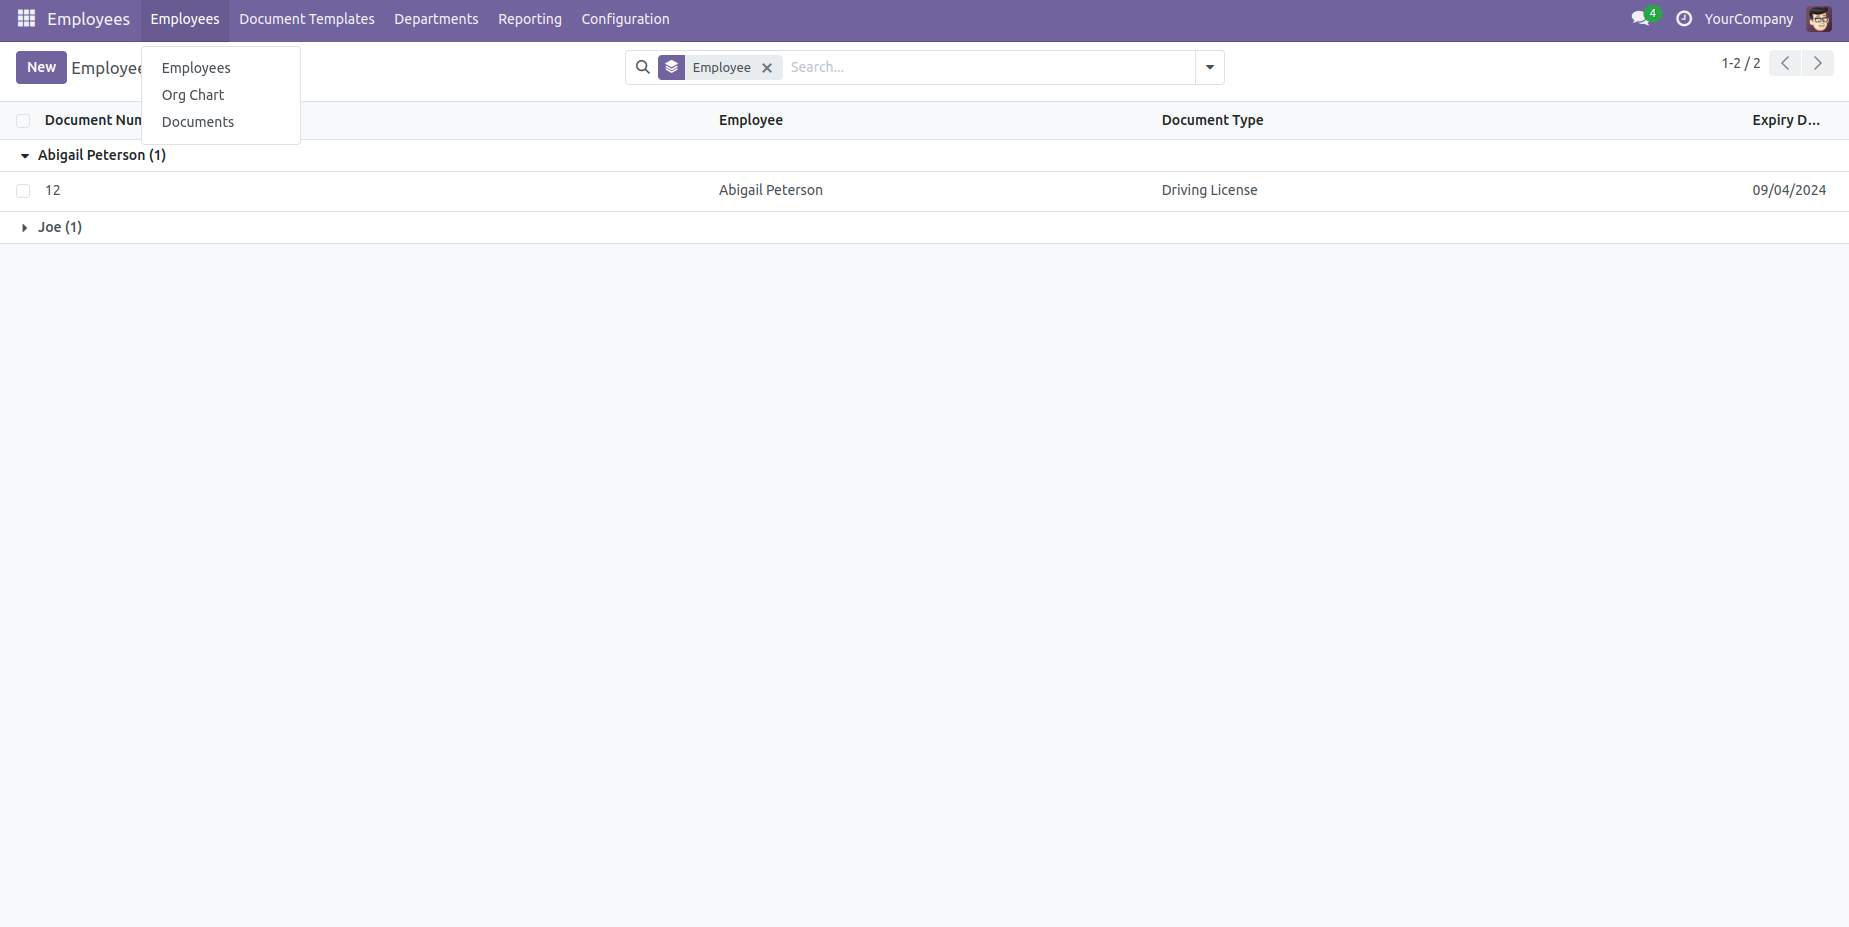 Employees Employees Document Templates Departments Reporting Configuration 4 YourCompany
New Employee Employee Search... 1-2 / 2
Employees
Org Chart
Documents
Document Num Employee Document Type Expiry D...
Abigail Peterson (1)
12 Abigail Peterson Driving License 09/04/2024
Joe (1)